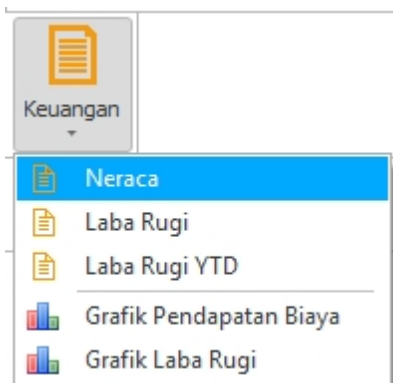 Keuangan
Neraca
Laba Rugi
Laba Rugi YTD
Grafik Pendapatan Biaya
Grafik Laba Rugi